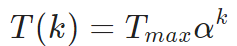 T(k) = T_{max}α^k